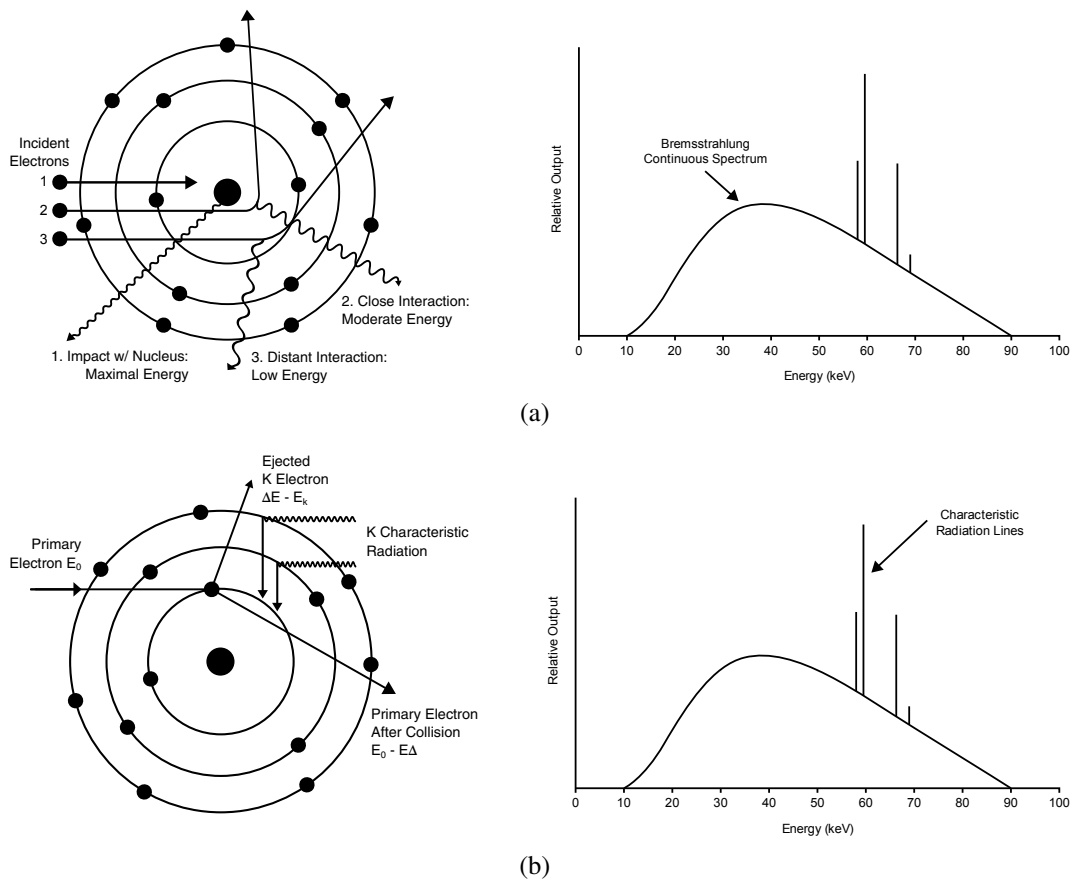 Incident
Electrons
1
2
3
2. Close Interaction:
Moderate Energy
1. Impact w/ Nucleus:
Maximal Energy
3. Distant Interaction:
Low Energy
Relative Output
Bremsstrahlung
Continuous Spectrum
0 10 20 30 40 50 60 70 80 90 100
Energy (keV)
(a)
Ejected
K Electron
ΔE - Eₖ
K Characteristic
Radiation
Primary
Electron E₀
Primary Electron
After Collision
E₀ - EΔ
Relative Output
Characteristic
Radiation Lines
0 10 20 30 40 50 60 70 80 90 100
Energy (keV)
(b)